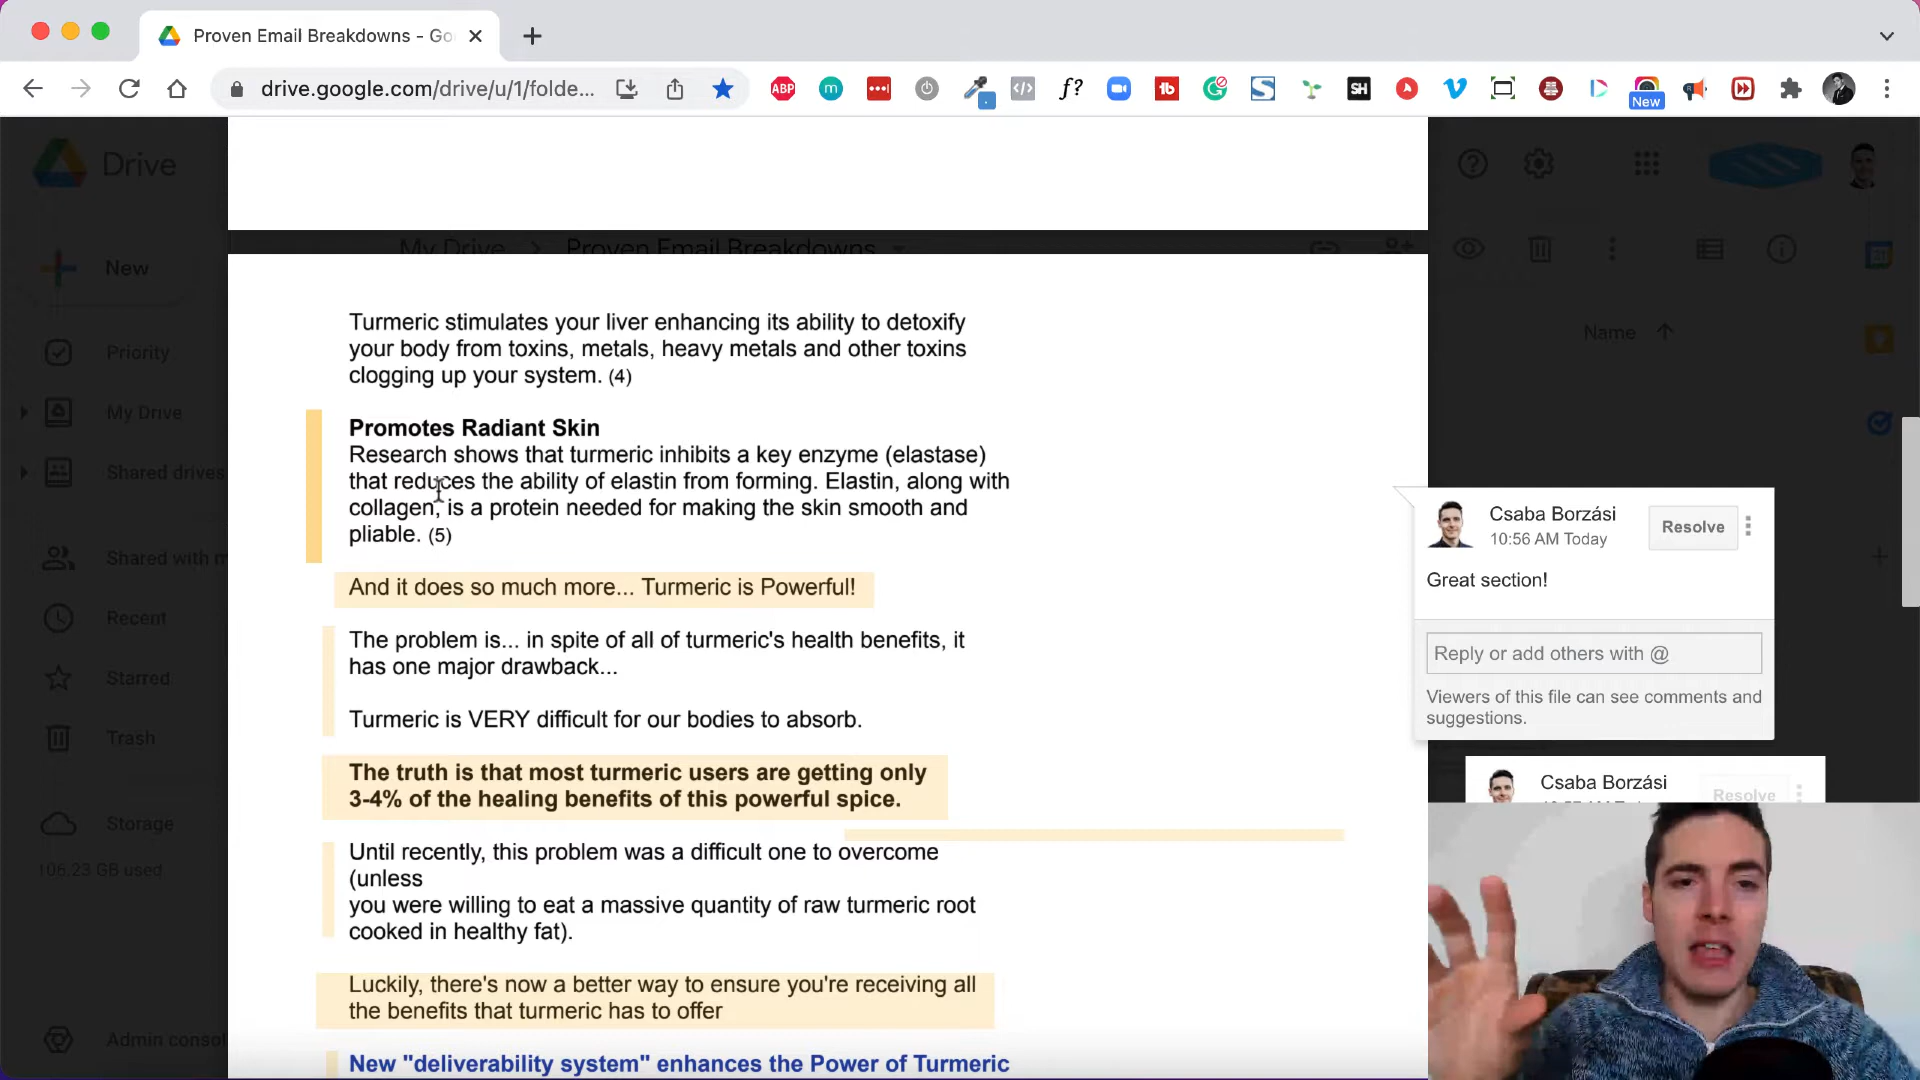 Proven Email Breakdowns - Go
drive.google.com/drive/u/1/folde...
ABP
m
f?
SH
New
Drive
My Drive > Proven Email Breakdowns
New
Priority
My Drive
Shared drives
Shared with m
Recent
Starred
Trash
Storage
106.23 GB used
Admin consol
Name
Turmeric stimulates your liver enhancing its ability to detoxify
your body from toxins, metals, heavy metals and other toxins
clogging up your system. (4)
Promotes Radiant Skin
Research shows that turmeric inhibits a key enzyme (elastase)
that reduces the ability of elastin from forming. Elastin, along with
collagen, is a protein needed for making the skin smooth and
pliable. (5)
And it does so much more... Turmeric is Powerful!
The problem is... in spite of all of turmeric's health benefits, it
has one major drawback...
Turmeric is VERY difficult for our bodies to absorb.
The truth is that most turmeric users are getting only
3-4% of the healing benefits of this powerful spice.
Until recently, this problem was a difficult one to overcome
(unless
you were willing to eat a massive quantity of raw turmeric root
cooked in healthy fat).
Luckily, there's now a better way to ensure you're receiving all
the benefits that turmeric has to offer
New "deliverability system" enhances the Power of Turmeric
Csaba Borzási
Resolve
10:56 AM Today
Great section!
Reply or add others with @
Viewers of this file can see comments and
suggestions.
Csaba Borzási
Resolve